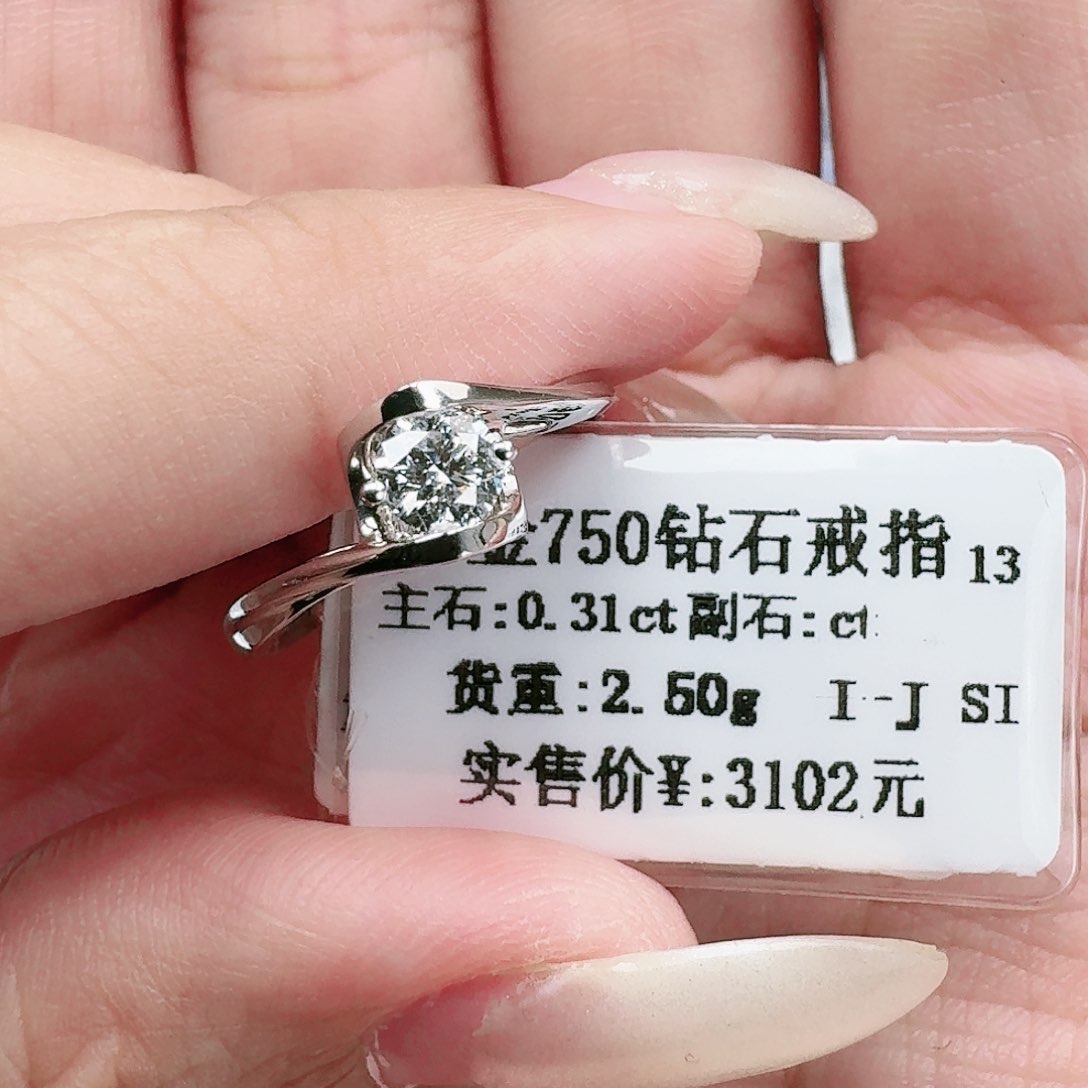 金750钻石戒指 13
主石:0.31ct 副石: ct
货重:2.50g I-J SI
实售价¥:3102元